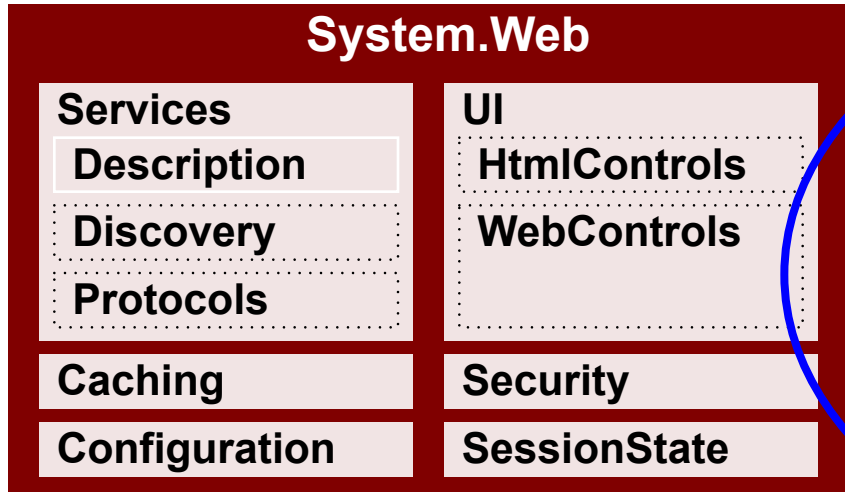 System.Web
Services
Description
Discovery
Protocols
Caching
Configuration
UI
HtmlControls
WebControls
Security
SessionState